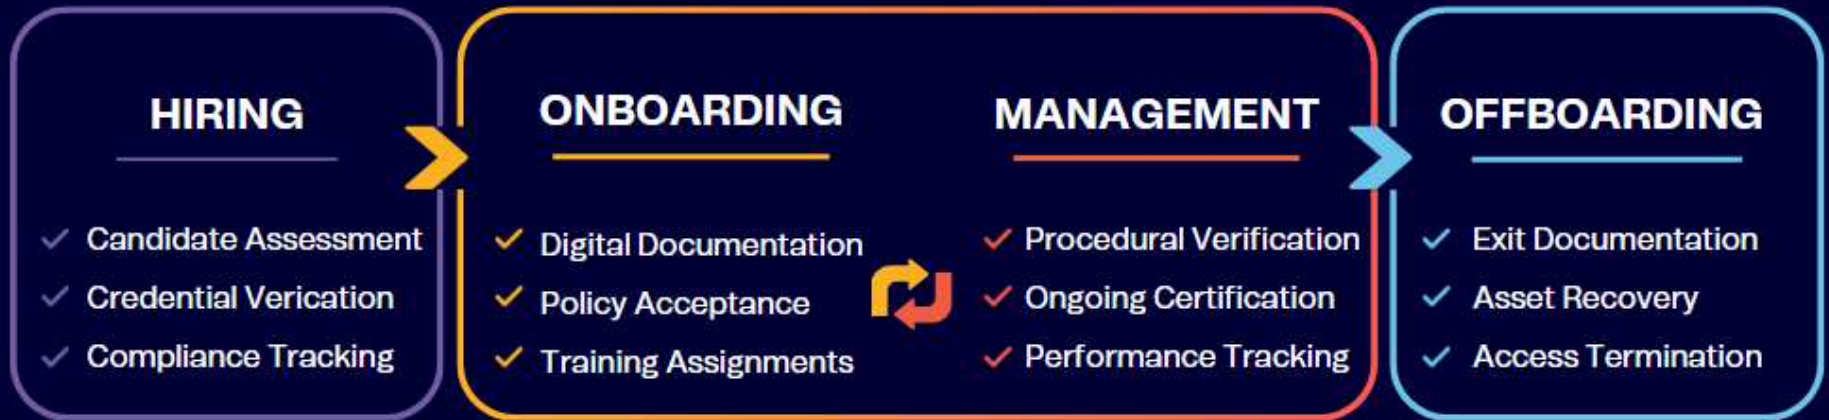 HIRING
Candidate Assessment
Credential Verication
Compliance Tracking
ONBOARDING
Digital Documentation
Policy Acceptance
Training Assignments
MANAGEMENT
Procedural Verification
Ongoing Certification
Performance Tracking
OFFBOARDING
Exit Documentation
Asset Recovery
Access Termination